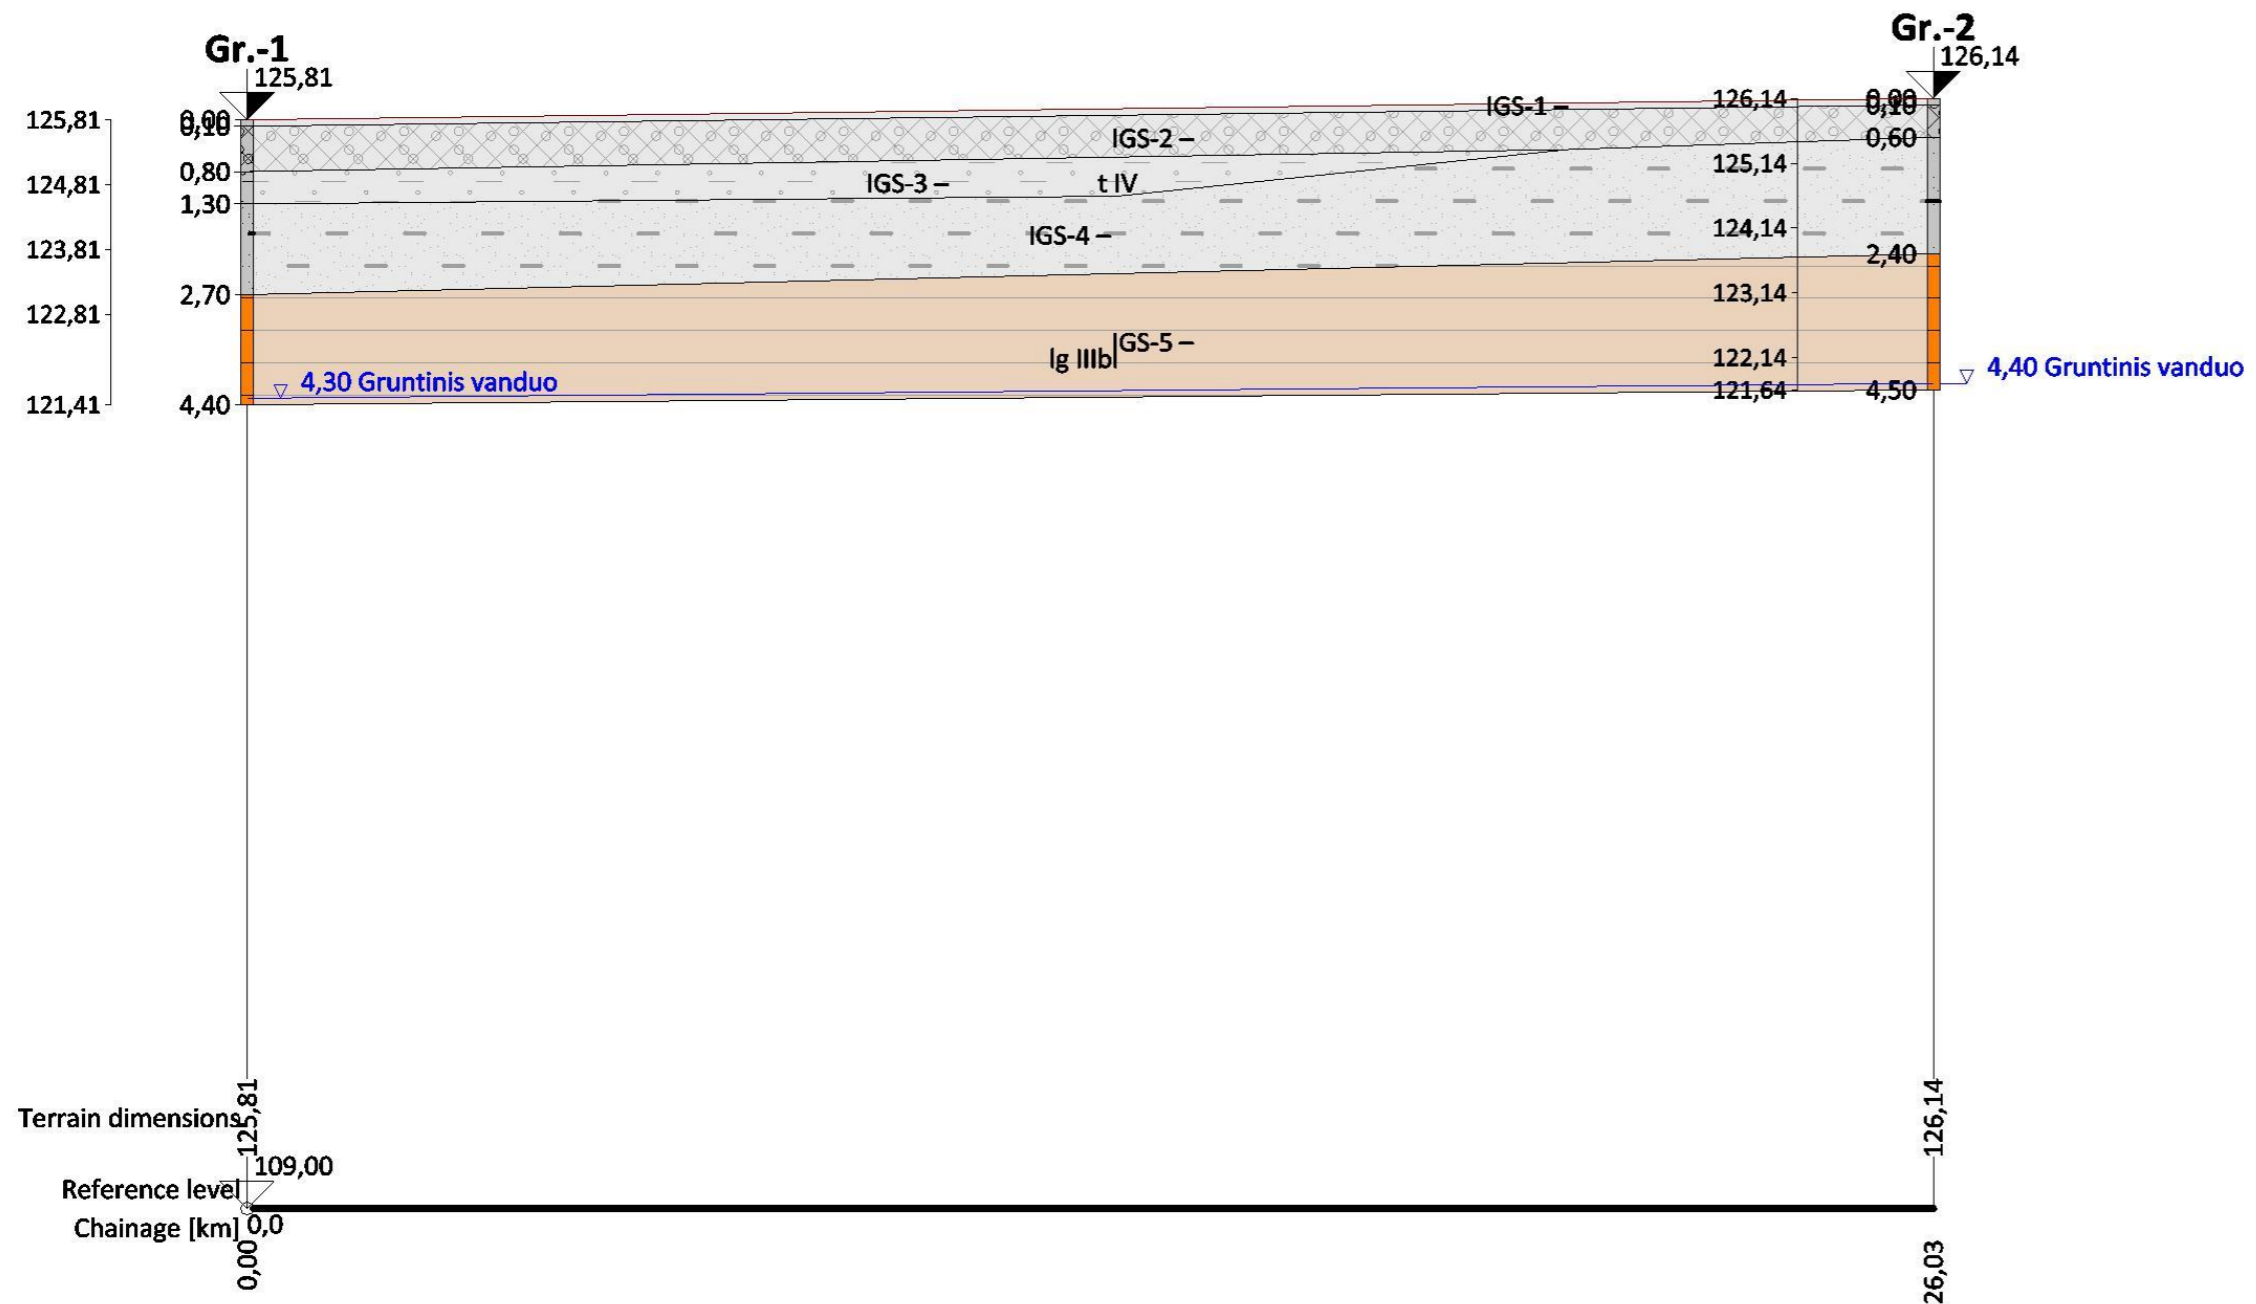 Gr.-1
125,81
Gr.-2
126,14
125,81
124,81
123,81
122,81
121,41
0,00
0,10
0,80
1,30
2,70
4,40
IGS-1
IGS-2
IGS-3
t IV
IGS-4
IGS-5
lg IIIb
126,14
125,14
124,14
123,14
122,14
121,64
0,00
0,10
0,60
2,40
4,50
4,30 Gruntinis vanduo
4,40 Gruntinis vanduo
Terrain dimensions
125,81
126,14
109,00
Reference level
Chainage [km]
0,0
0,00
26,03